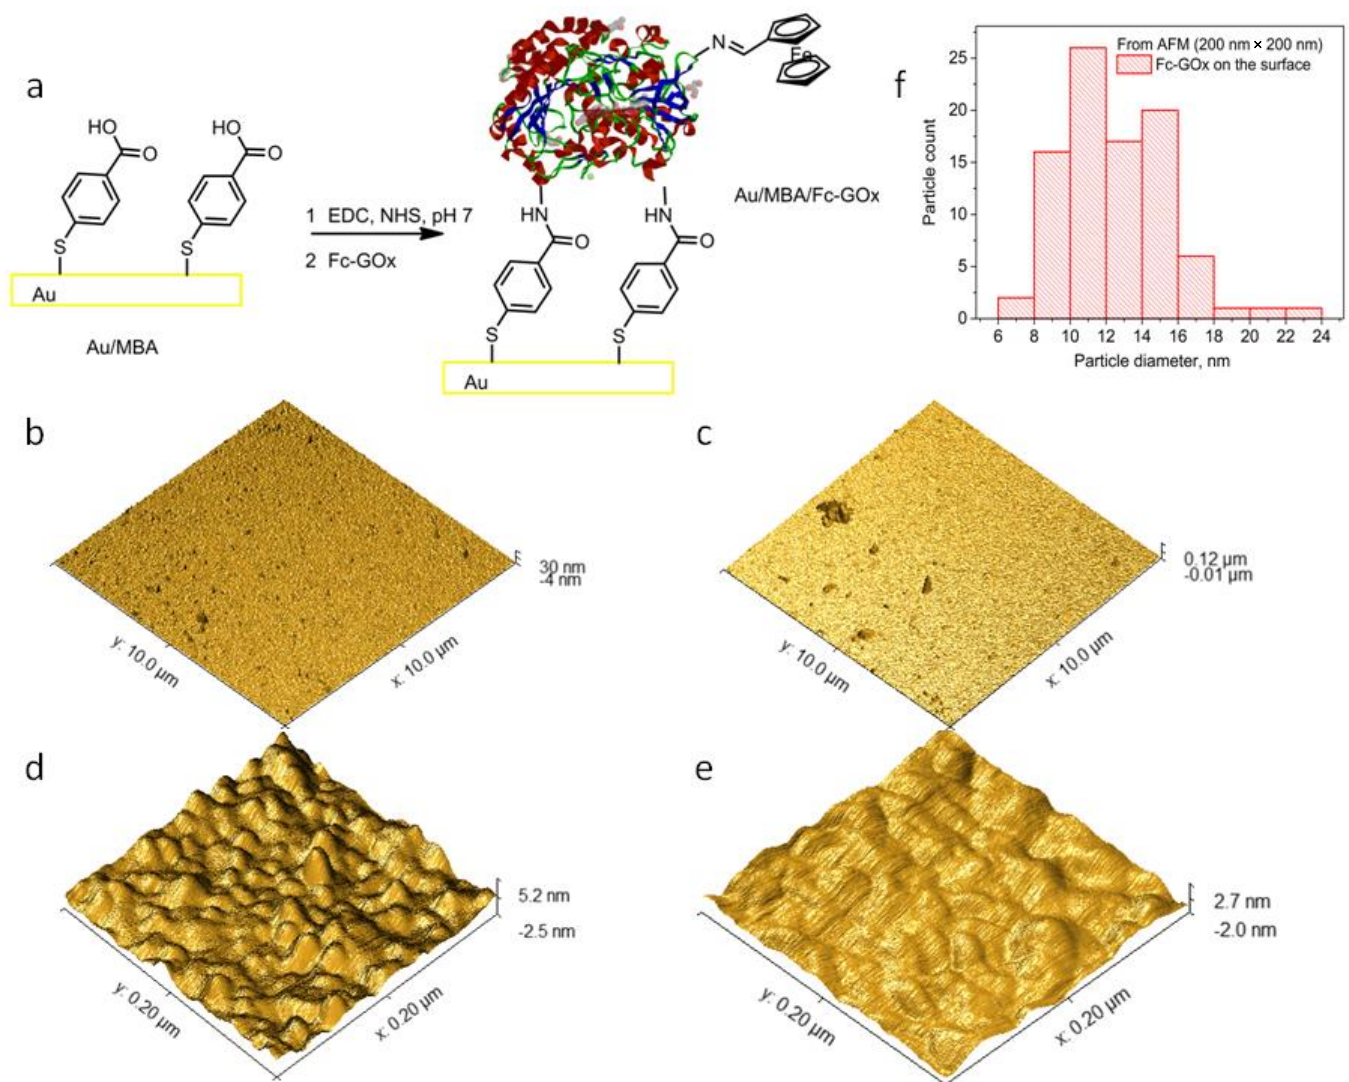 a
HO
O
S
HO
O
S
Au
Au/MBA
1 EDC, NHS, pH 7
2 Fc-GOx
N
Fe
HN
O
S
HN
O
S
Au
Au/MBA/Fc-GOx
f
From AFM (200 nm × 200 nm)
Fc-GOx on the surface
Particle count
25
20
15
10
5
0
6 8 10 12 14 16 18 20 22 24
Particle diameter, nm
b
30 nm
-4 nm
y: 10.0 µm
x: 10.0 µm
c
0.12 µm
-0.01 µm
y: 10.0 µm
x: 10.0 µm
d
5.2 nm
-2.5 nm
y: 0.20 µm
x: 0.20 µm
e
2.7 nm
-2.0 nm
y: 0.20 µm
x: 0.20 µm